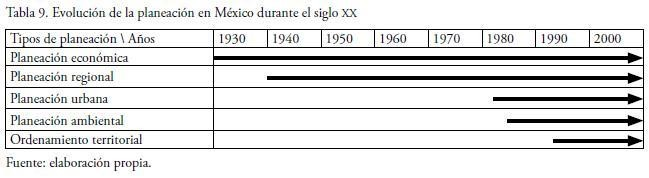 Tabla 9. Evolución de la planeación en México durante el siglo XX
Tipos de planeación \ Años 1930 1940 1950 1960 1970 1980 1990 2000
Planeación económica
Planeación regional
Planeación urbana
Planeación ambiental
Ordenamiento territorial
Fuente: elaboración propia.